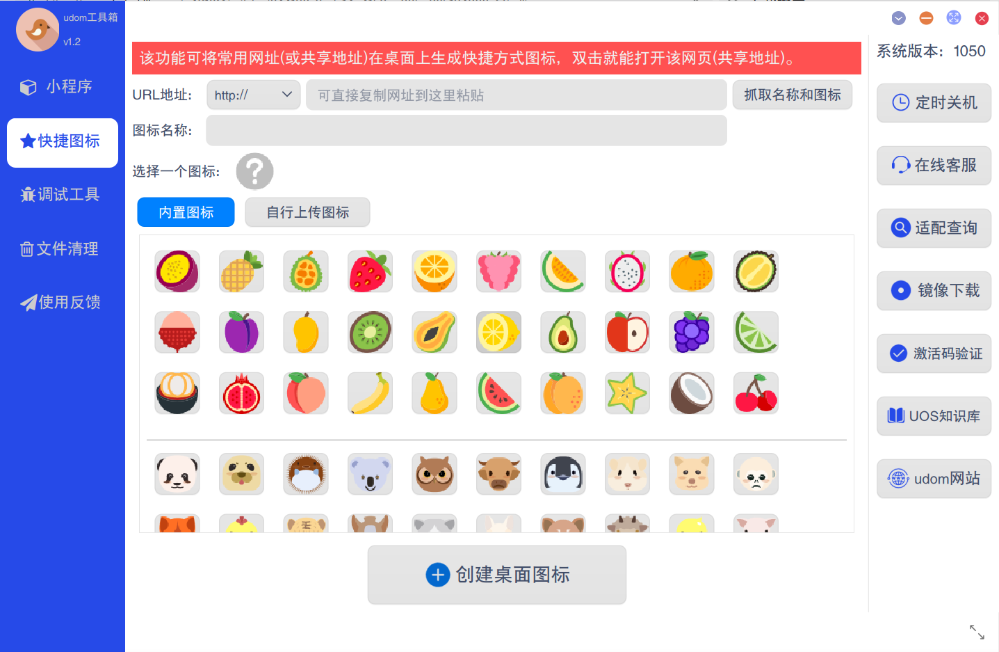 udom工具箱
v1.2
小程序
快捷图标
调试工具
文件清理
使用反馈
该功能可将常用网址(或共享地址)在桌面上生成快捷方式图标，双击就能打开该网页(共享地址)。
URL地址:
http://
可直接复制网址到这里粘贴
抓取名称和图标
图标名称:
选择一个图标:
内置图标
自行上传图标
创建桌面图标
系统版本: 1050
定时关机
在线客服
适配查询
镜像下载
激活码验证
UOS知识库
udom网站